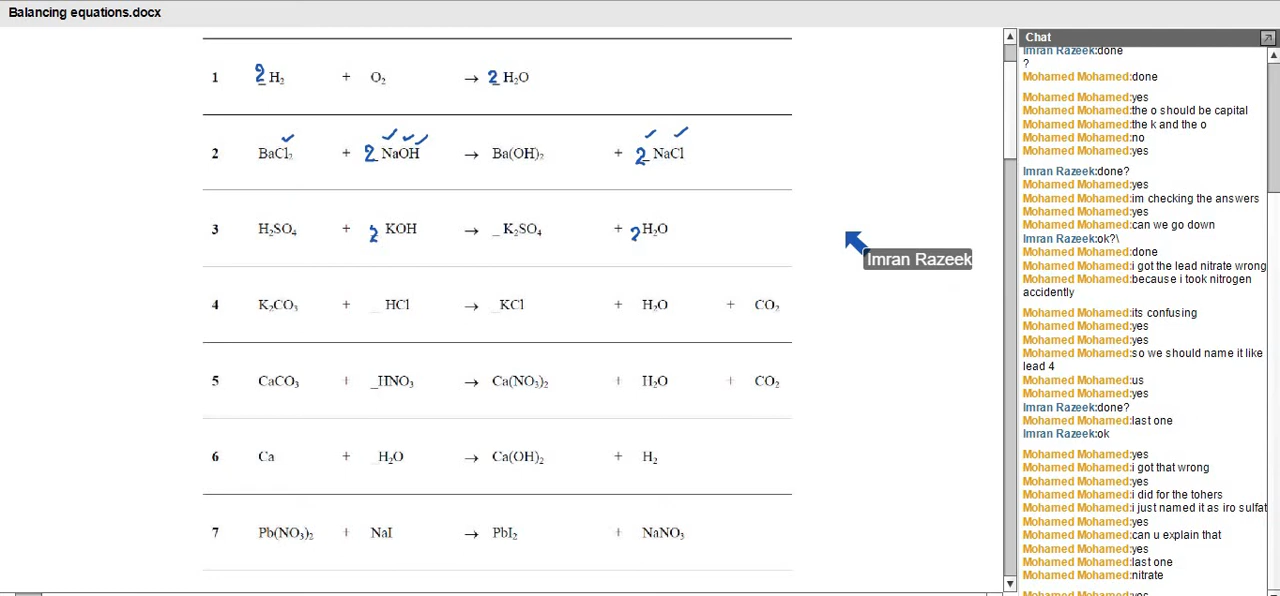 Balancing equations.docx
1 2 H₂ + O₂ → 2 H₂O
2 BaCl₂ + 2 NaOH → Ba(OH)₂ + 2 NaCl
3 H₂SO₄ + 2 KOH → _ K₂SO₄ + 2 H₂O
4 K₂CO₃ + _ HCl → _ KCl + H₂O + CO₂
5 CaCO₃ + _HNO₃ → Ca(NO₃)₂ + H₂O + CO₂
6 Ca + _H₂O → Ca(OH)₂ + H₂
7 Pb(NO₃)₂ + NaI → PbI₂ + NaNO₃
Imran Razeek
Chat
Imran Razeek:done
?
Mohamed Mohamed:done
Mohamed Mohamed:yes
Mohamed Mohamed:the o should be capital
Mohamed Mohamed:the k and the o
Mohamed Mohamed:no
Mohamed Mohamed:yes
Imran Razeek:done?
Mohamed Mohamed:yes
Mohamed Mohamed:im checking the answers
Mohamed Mohamed:yes
Mohamed Mohamed:can we go down
Imran Razeek:ok?\
Mohamed Mohamed:done
Mohamed Mohamed:i got the lead nitrate wrong
Mohamed Mohamed:because i took nitrogen
accidently
Mohamed Mohamed:its confusing
Mohamed Mohamed:yes
Mohamed Mohamed:yes
Mohamed Mohamed:so we should name it like
lead 4
Mohamed Mohamed:us
Mohamed Mohamed:yes
Imran Razeek:done?
Mohamed Mohamed:last one
Imran Razeek:ok
Mohamed Mohamed:yes
Mohamed Mohamed:i got that wrong
Mohamed Mohamed:yes
Mohamed Mohamed:i did for the tohers
Mohamed Mohamed:i just named it as iro sulfat
Mohamed Mohamed:yes
Mohamed Mohamed:can u explain that
Mohamed Mohamed:yes
Mohamed Mohamed:last one
Mohamed Mohamed:nitrate
Mohamed Mohamed:yes